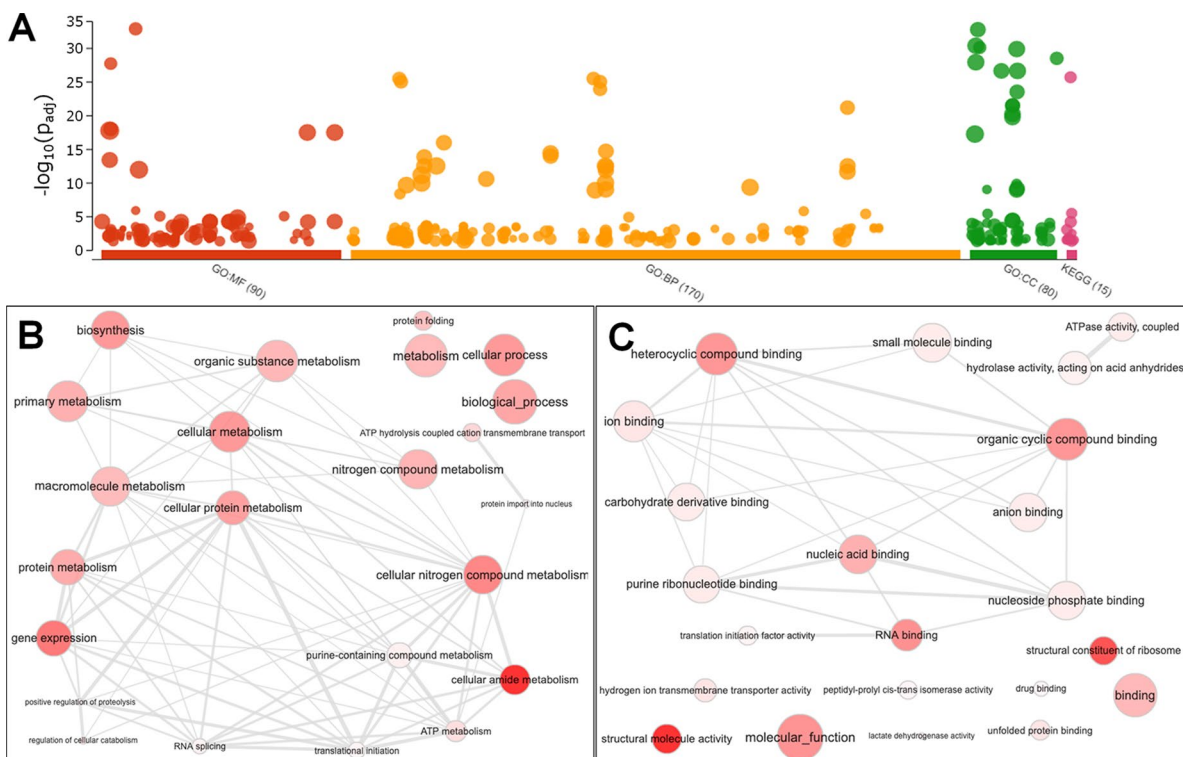 A
35
30
25
20
15
10
5
0
-log10(padj)
GO:MF (90)
GO:BP (170)
GO:CC (80)
KEGG (15)
B
biosynthesis
protein folding
organic substance metabolism
metabolism
cellular process
primary metabolism
biological_process
cellular metabolism
ATP hydrolysis coupled cation transmembrane transport
nitrogen compound metabolism
macromolecule metabolism
cellular protein metabolism
protein import into nucleus
protein metabolism
cellular nitrogen compound metabolism
gene expression
purine-containing compound metabolism
cellular amide metabolism
positive regulation of proteolysis
ATP metabolism
regulation of cellular catabolism
RNA splicing
translational initiation
C
ATPase activity, coupled
small molecule binding
heterocyclic compound binding
hydrolase activity, acting on acid anhydrides
ion binding
organic cyclic compound binding
carbohydrate derivative binding
anion binding
nucleic acid binding
purine ribonucleotide binding
nucleoside phosphate binding
translation initiation factor activity
RNA binding
structural constituent of ribosome
hydrogen ion transmembrane transporter activity
peptidyl-prolyl cis-trans isomerase activity
drug binding
binding
structural molecule activity
molecular_function
lactate dehydrogenase activity
unfolded protein binding